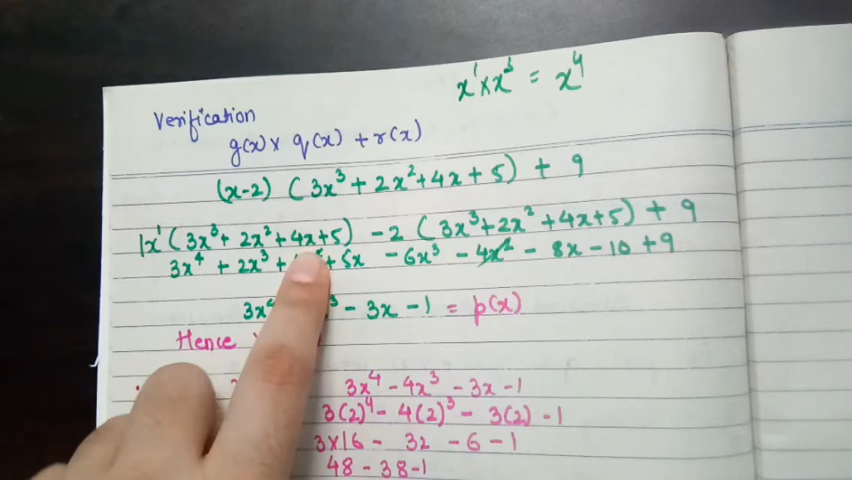 x¹ × x³ = x⁴
Verification
g(x) × q(x) + r(x)
(x-2) (3x³ + 2x² + 4x + 5) + 9
1x¹ (3x³ + 2x² + 4x + 5) - 2 (3x³ + 2x² + 4x + 5) + 9
3x⁴ + 2x³ + + 5x - 6x³ - 4x² - 8x - 10 + 9
3x⁴ - 3x - 1 = p(x)
Hence
3x⁴ - 4x³ - 3x - 1
3(2)⁴ - 4(2)³ - 3(2) - 1
3×16 - 32 - 6 - 1
48 - 38 - 1